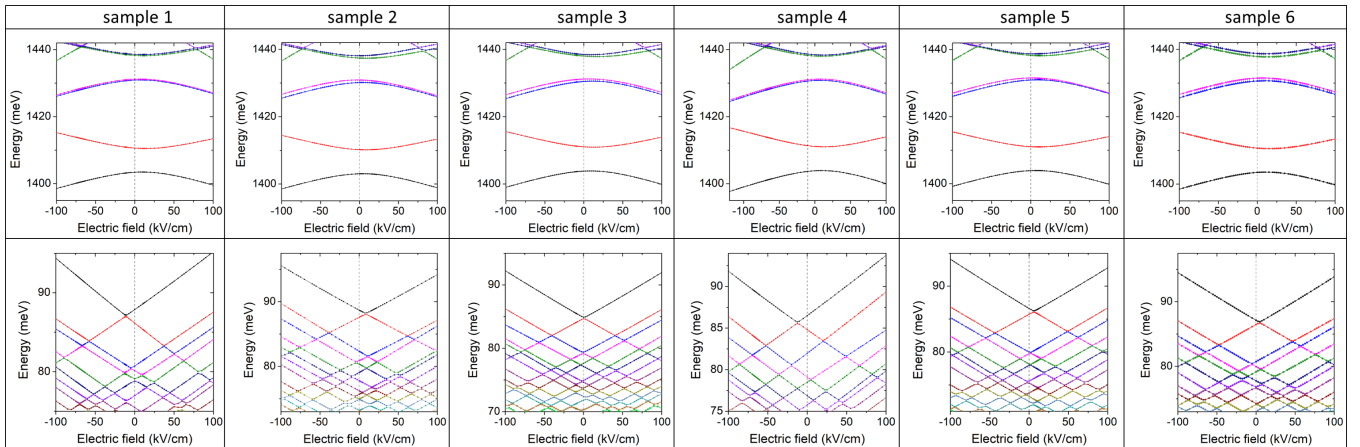 sample 1 sample 2 sample 3 sample 4 sample 5 sample 6
1440 1440 1440 1440 1440 1440
1420 1420 1420 1420 1420 1420
1400 1400 1400 1400 1400 1400
Energy (meV) Energy (meV) Energy (meV) Energy (meV) Energy (meV) Energy (meV)
-100 -50 0 50 100 -100 -50 0 50 100 -100 -50 0 50 100 -100 -50 0 50 100 -100 -50 0 50 100 -100 -50 0 50 100
Electric field (kV/cm) Electric field (kV/cm) Electric field (kV/cm) Electric field (kV/cm) Electric field (kV/cm) Electric field (kV/cm)
90 80
90 80
90 80 70
90 85 80 75
90 80
90 80
Energy (meV) Energy (meV) Energy (meV) Energy (meV) Energy (meV) Energy (meV)
-100 -50 0 50 100 -100 -50 0 50 100 -100 -50 0 50 100 -100 -50 0 50 100 -100 -50 0 50 100 -100 -50 0 50 100
Electric field (kV/cm) Electric field (kV/cm) Electric field (kV/cm) Electric field (kV/cm) Electric field (kV/cm) Electric field (kV/cm)